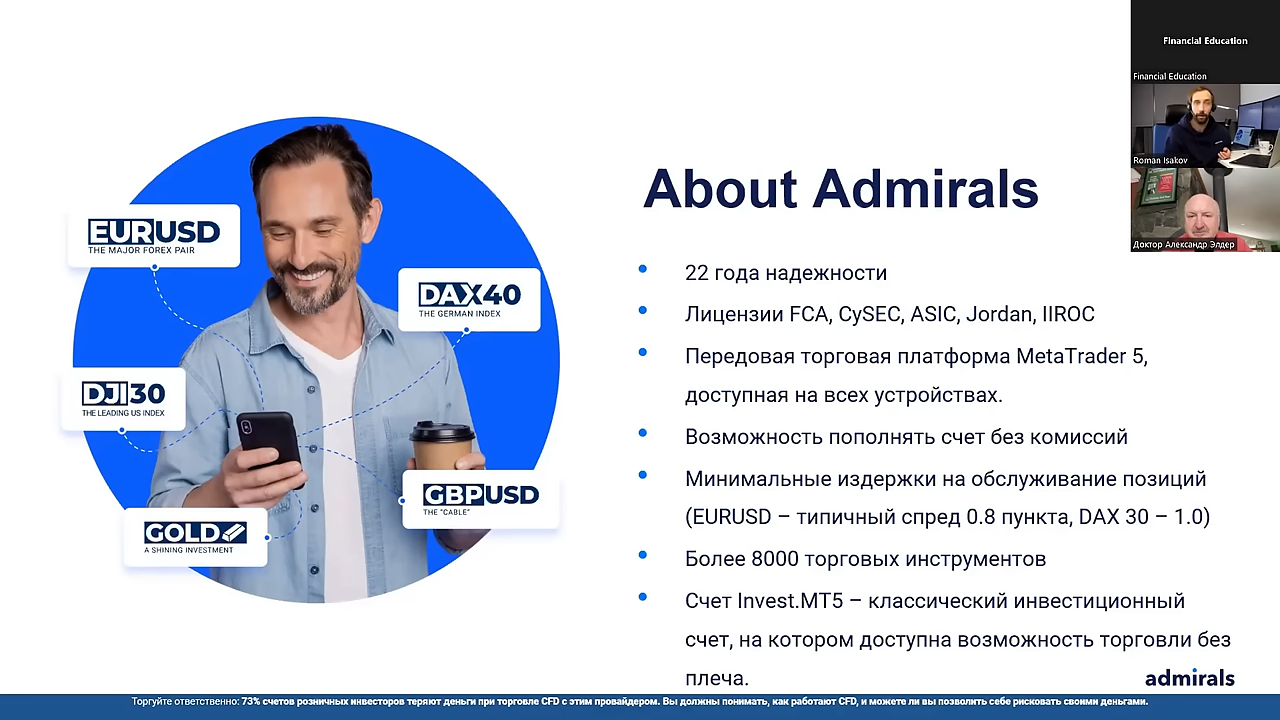 Financial Education
Financial Education
Roman Isakov
Доктор Александр Элдер
About Admirals
22 года надежности
Лицензии FCA, CySEC, ASIC, Jordan, IIROC
Передовая торговая платформа MetaTrader 5,
доступная на всех устройствах.
Возможность пополнять счет без комиссий
Минимальные издержки на обслуживание позиций
(EURUSD – типичный спред 0.8 пункта, DAX 30 – 1.0)
Более 8000 торговых инструментов
Счет Invest.MT5 – классический инвестиционный
счет, на котором доступна возможность торговли без
плеча.
EURUSD
THE MAJOR FOREX PAIR
DAX40
THE GERMAN INDEX
DJI30
THE LEADING US INDEX
GBPUSD
THE "CABLE"
GOLD
A SHINING INVESTMENT
admirals
Торгуйте ответственно: 73% счетов розничных инвесторов теряют деньги при торговле CFD с этим провайдером. Вы должны понимать, как работают CFD, и можете ли вы позволить себе рисковать своими деньгами.